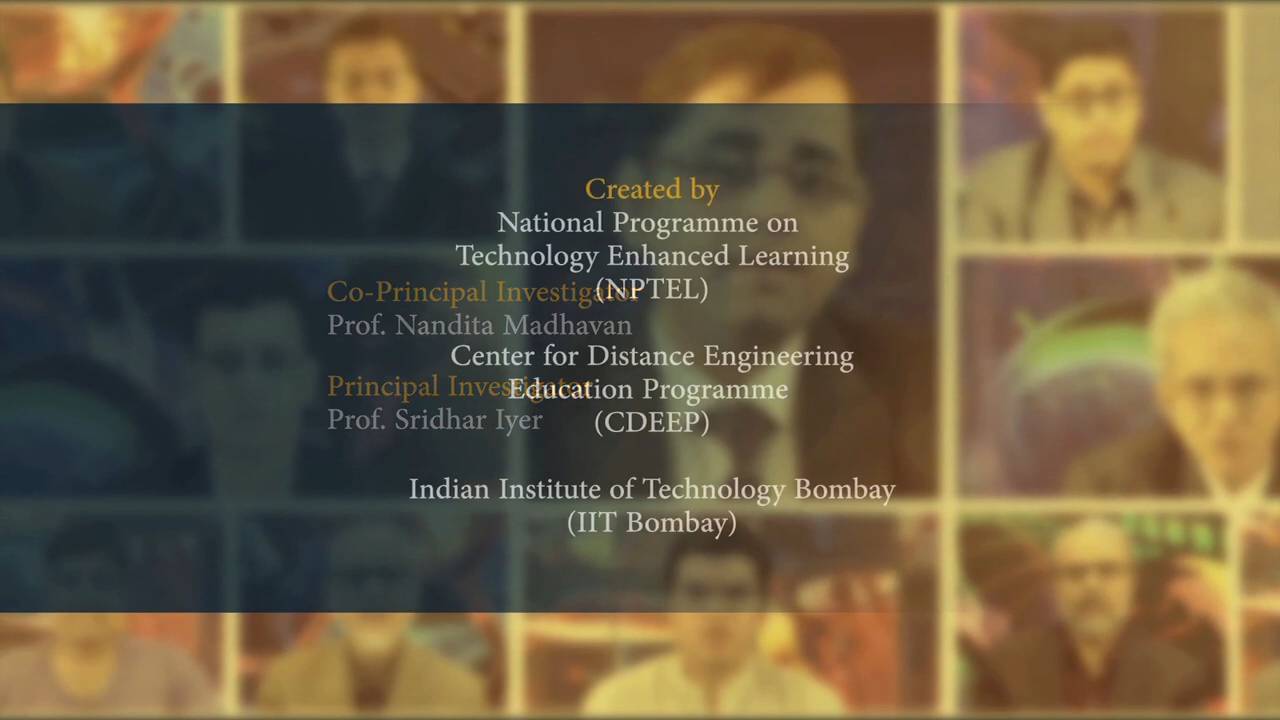 Created by
National Programme on
Technology Enhanced Learning
(NPTEL)
Co-Principal Investigator
Prof. Nandita Madhavan
Center for Distance Engineering
Education Programme
(CDEEP)
Principal Investigator
Prof. Sridhar Iyer
Indian Institute of Technology Bombay
(IIT Bombay)